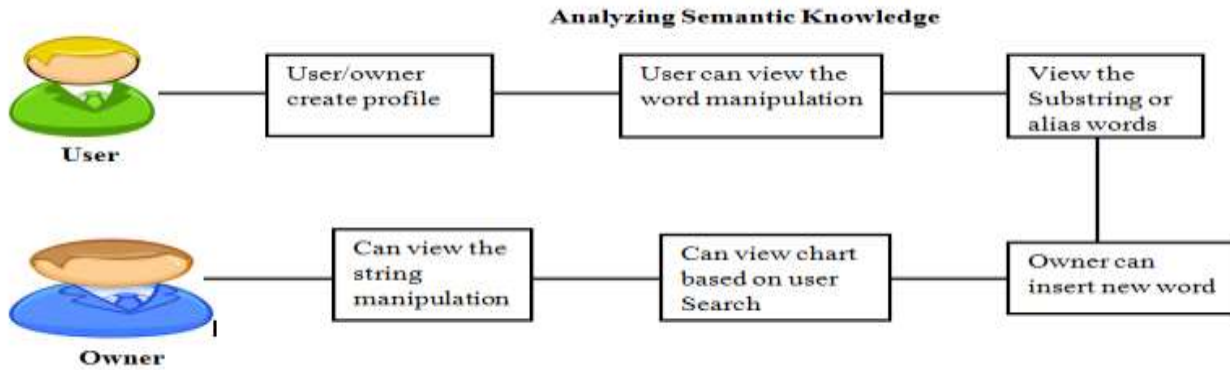 Analyzing Semantic Knowledge
User/owner
create profile
User can view the
word manipulation
View the
Substring or
alias words
User
Can view the
string
manipulation
Can view chart
based on user
Search
Owner can
insert new word
Owner